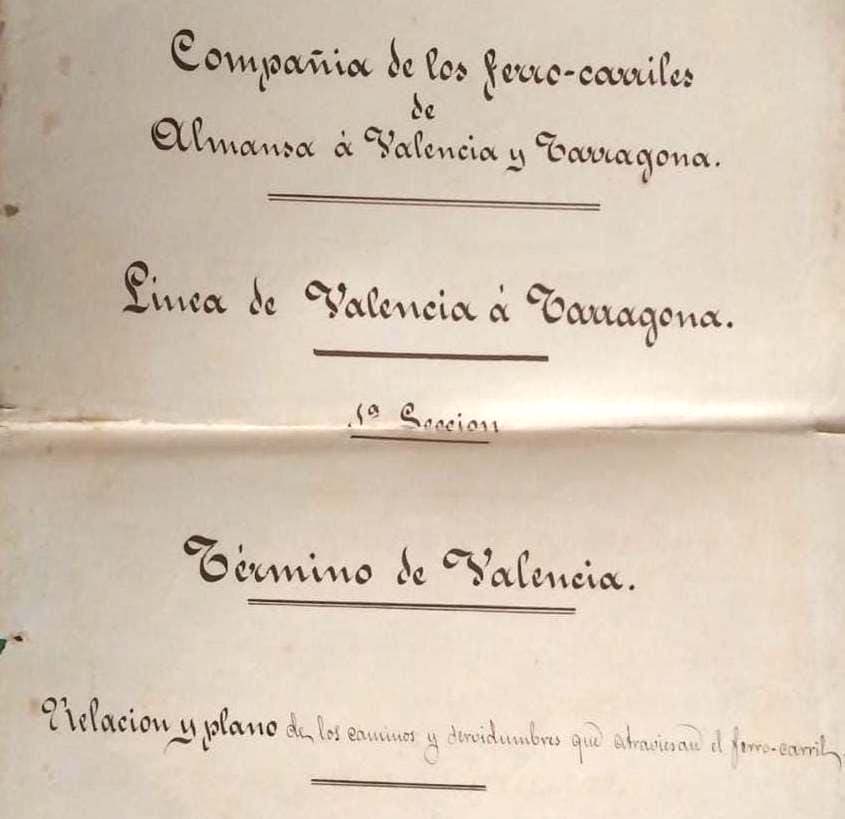 Compañia de los ferro-carriles
de
Almansa á Valencia y Tarragona.
Linea de Valencia á Tarragona.
1ª Seccion
Término de Valencia.
Relacion y plano de los caminos y servidumbres que atraviesan el ferro-carril.